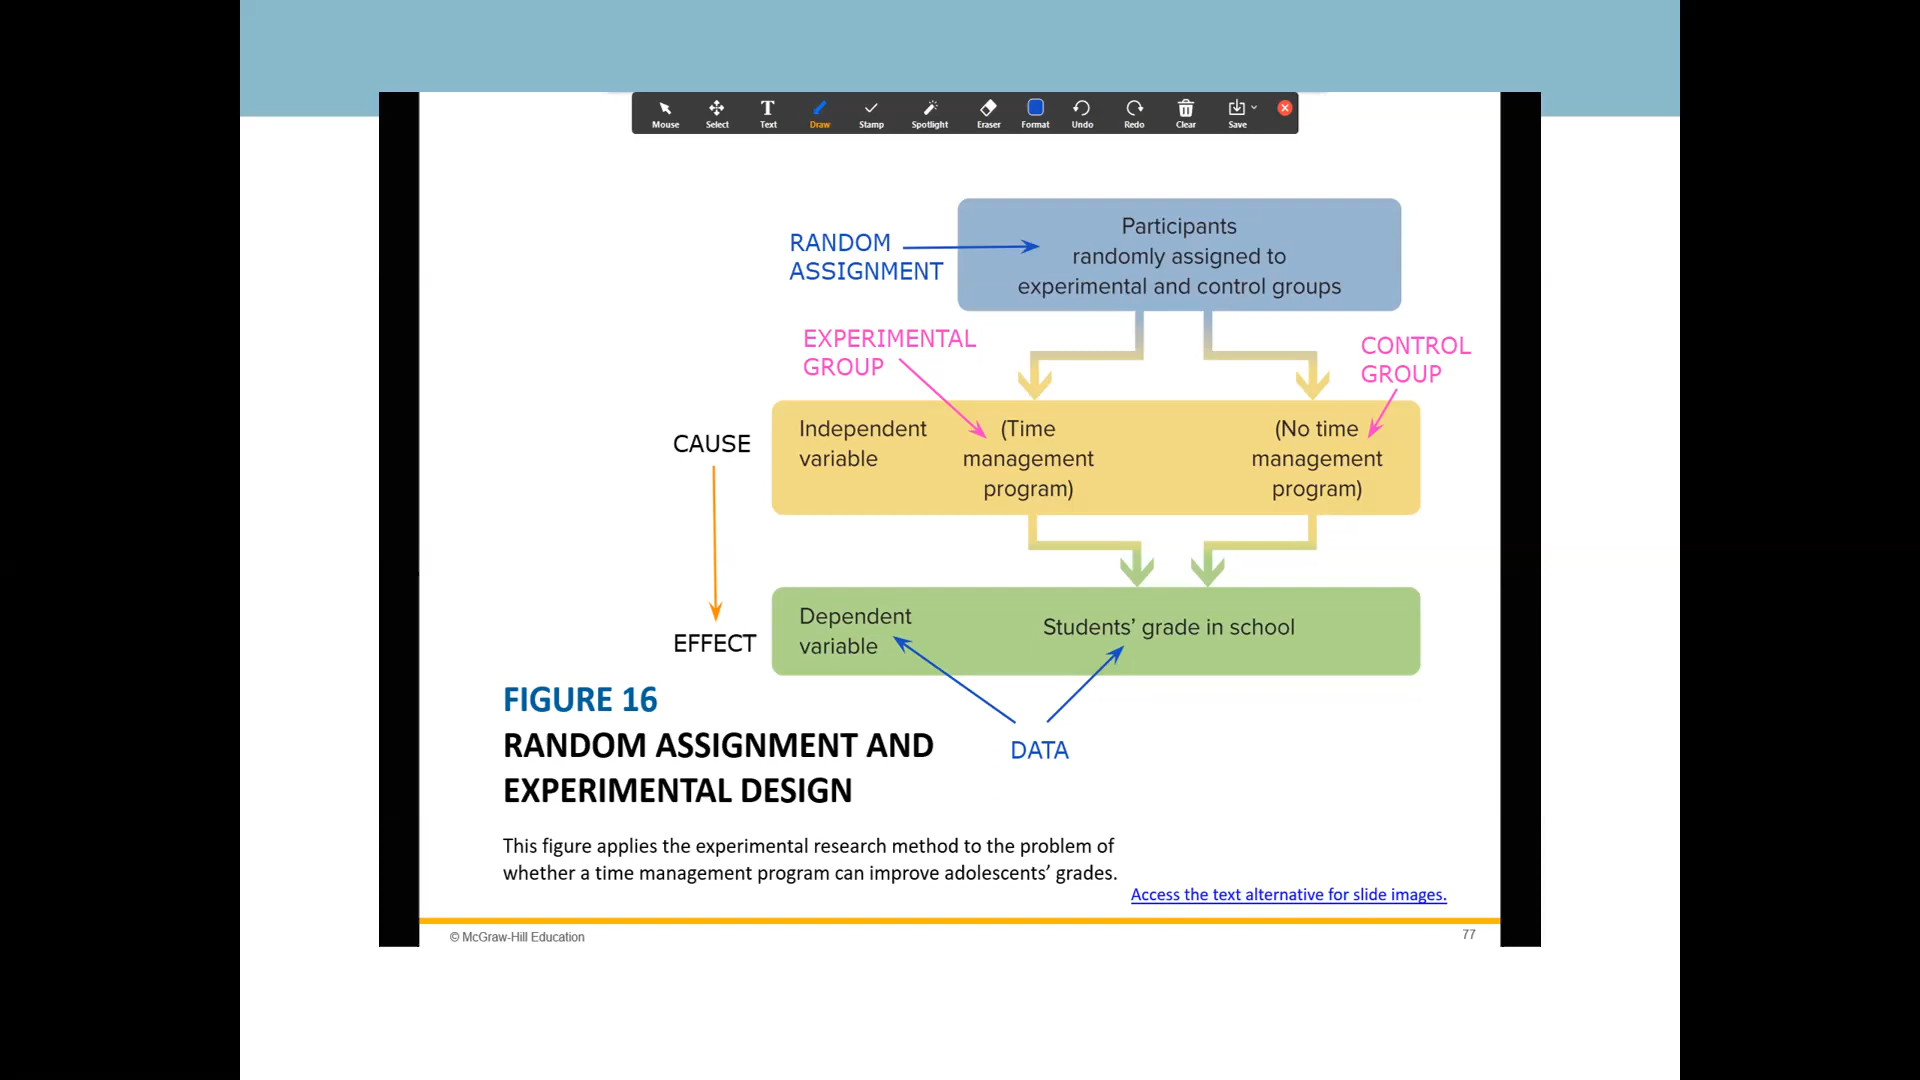 Mouse
Select
Text
Draw
Stamp
Spotlight
Eraser
Format
Undo
Redo
Clear
Save
RANDOM
ASSIGNMENT
Participants
randomly assigned to
experimental and control groups
EXPERIMENTAL
GROUP
CONTROL
GROUP
CAUSE
Independent
variable
(Time
management
program)
(No time
management
program)
EFFECT
Dependent
variable
Students’ grade in school
DATA
FIGURE 16
RANDOM ASSIGNMENT AND
EXPERIMENTAL DESIGN
This figure applies the experimental research method to the problem of
whether a time management program can improve adolescents’ grades.
Access the text alternative for slide images.
© McGraw-Hill Education
77